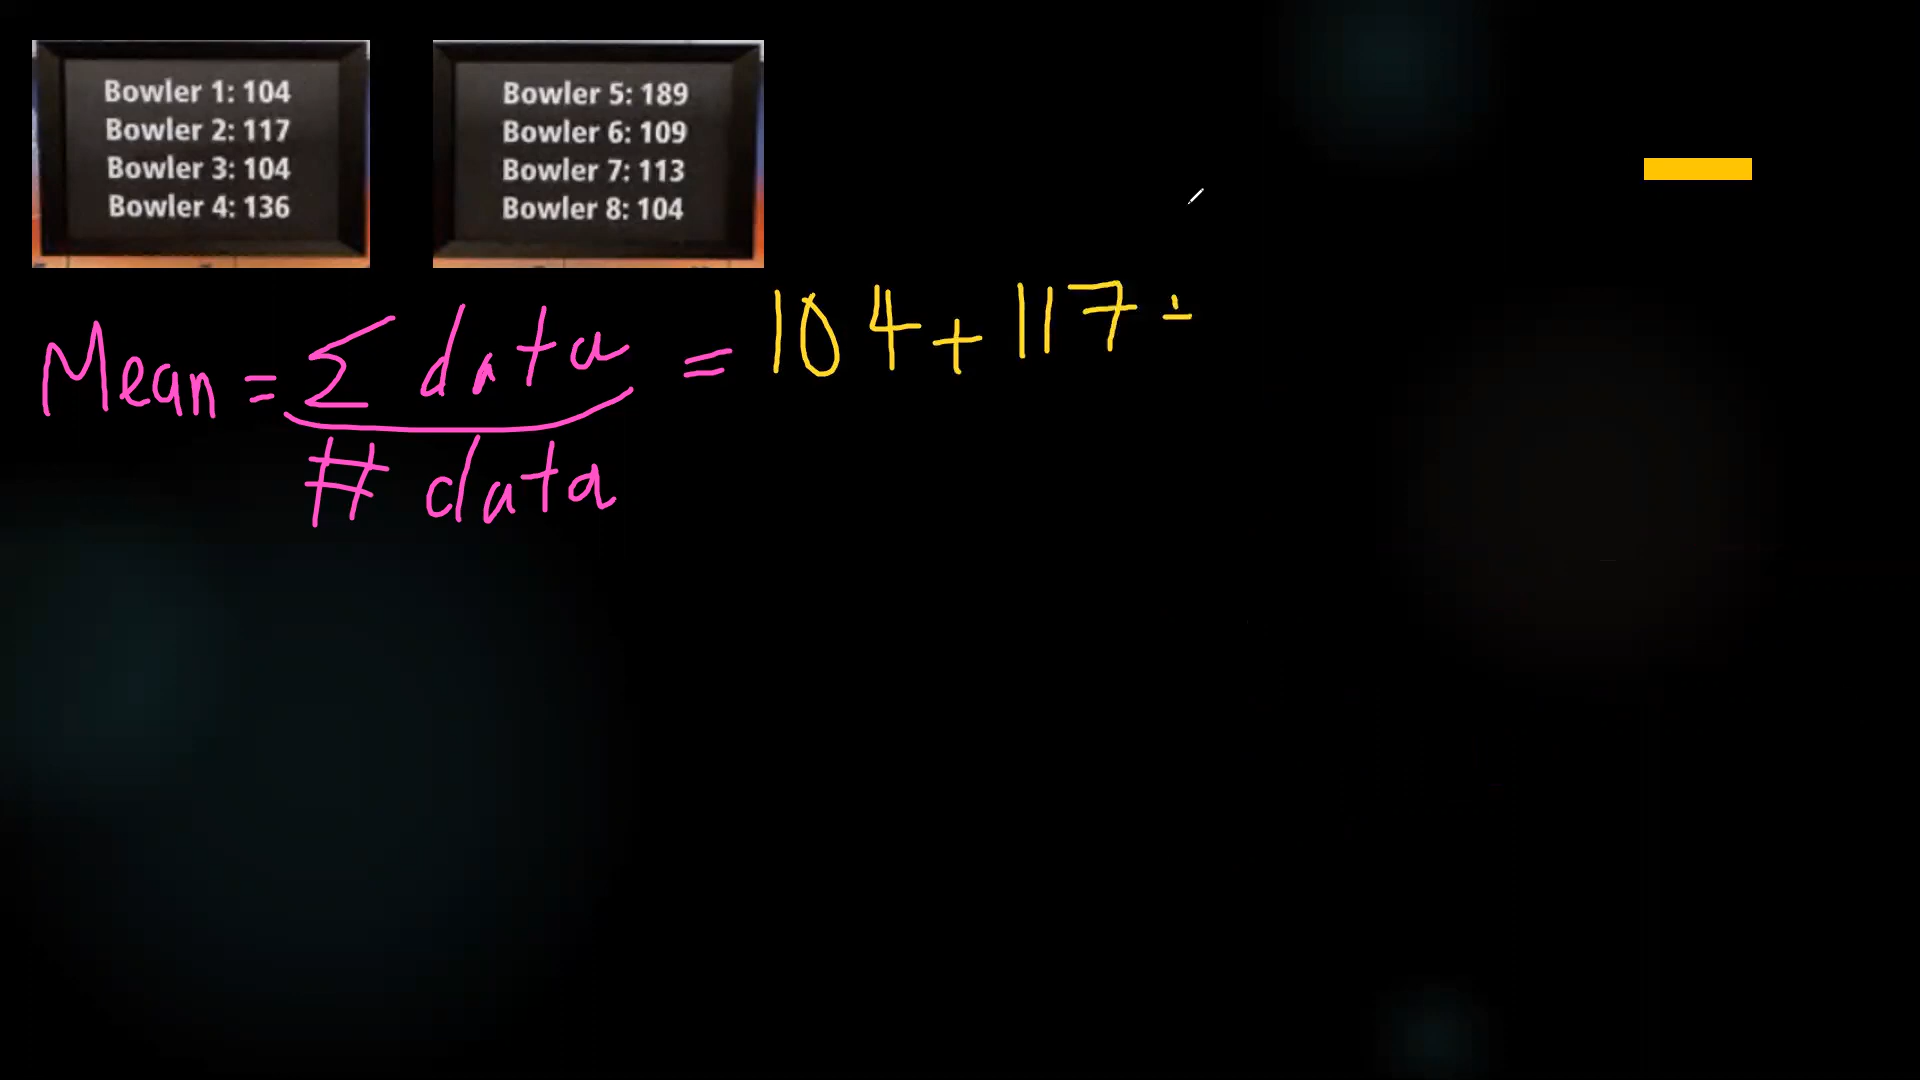 Bowler 1: 104
Bowler 2: 117
Bowler 3: 104
Bowler 4: 136
Bowler 5: 189
Bowler 6: 109
Bowler 7: 113
Bowler 8: 104
Mean = Σ data = 104 + 117
# data